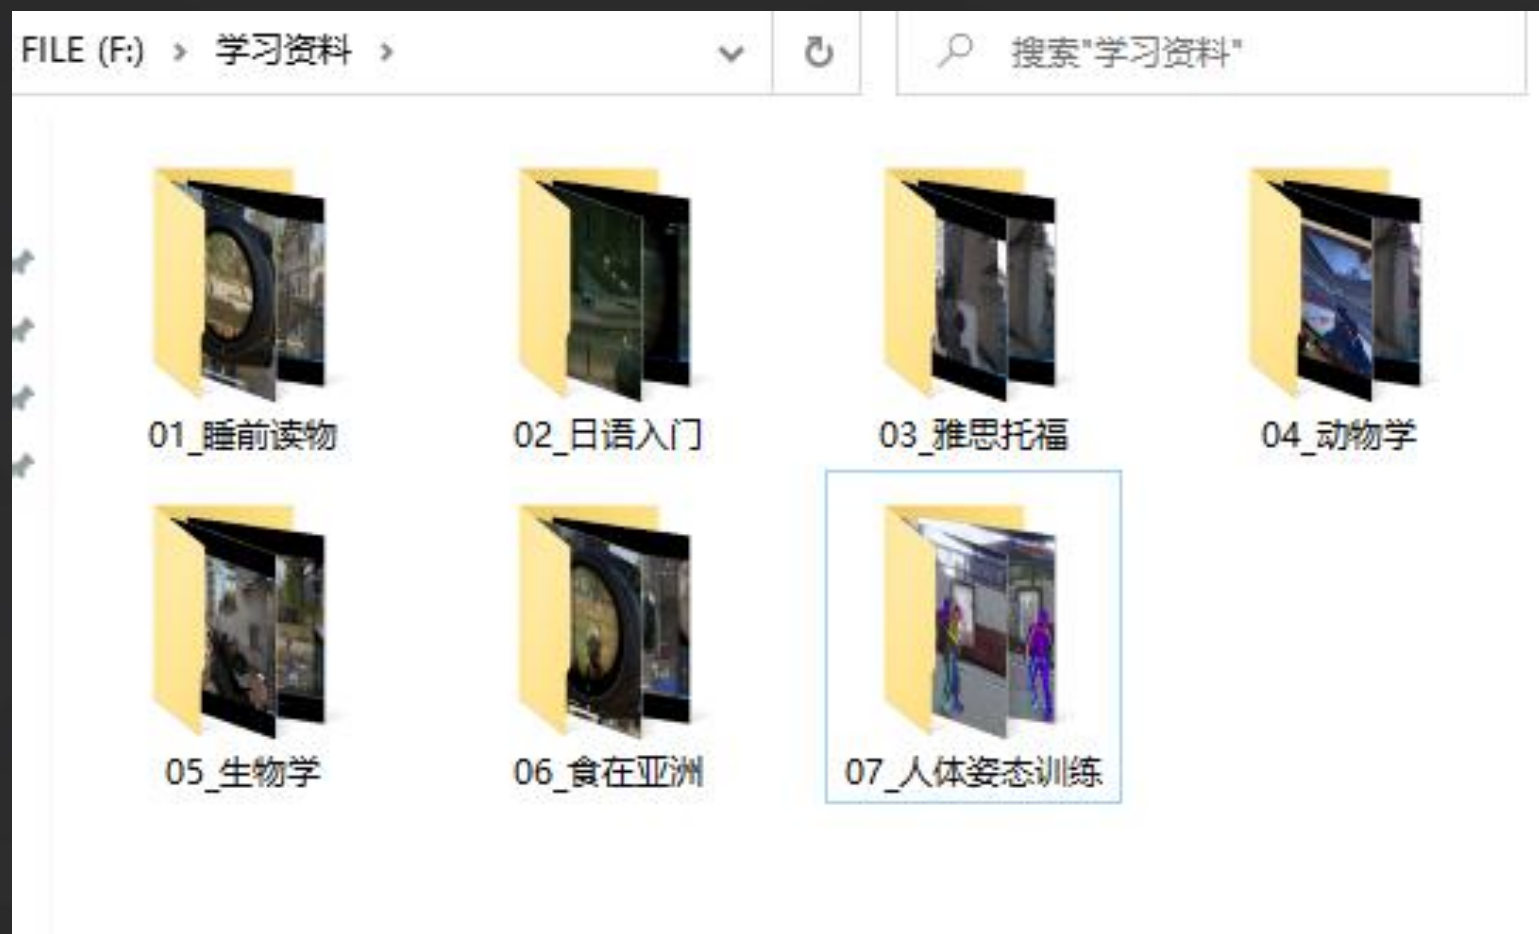 FILE (F:) › 学习资料 ›
搜索"学习资料"
01_睡前读物
02_日语入门
03_雅思托福
04_动物学
05_生物学
06_食在亚洲
07_人体姿态训练